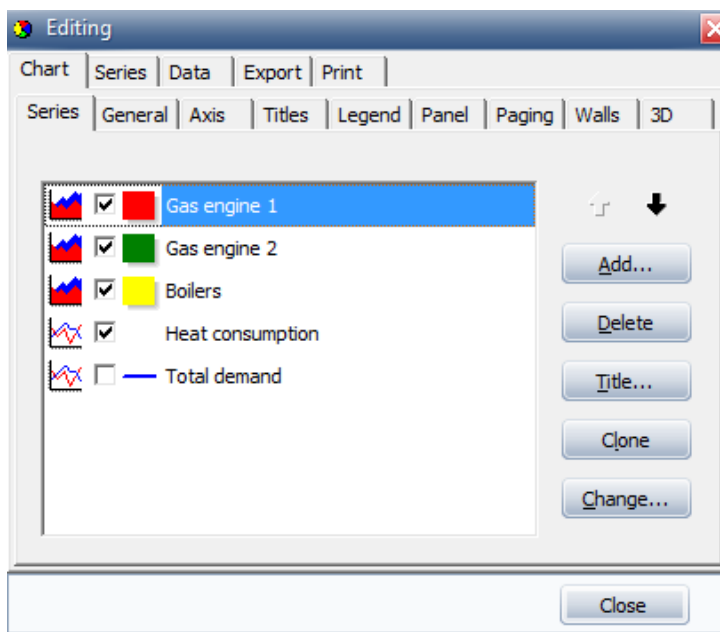 Editing
Chart Series Data Export Print
Series General Axis Titles Legend Panel Paging Walls 3D
Gas engine 1
Gas engine 2
Boilers
Heat consumption
Total demand
Add...
Delete
Title...
Clone
Change...
Close